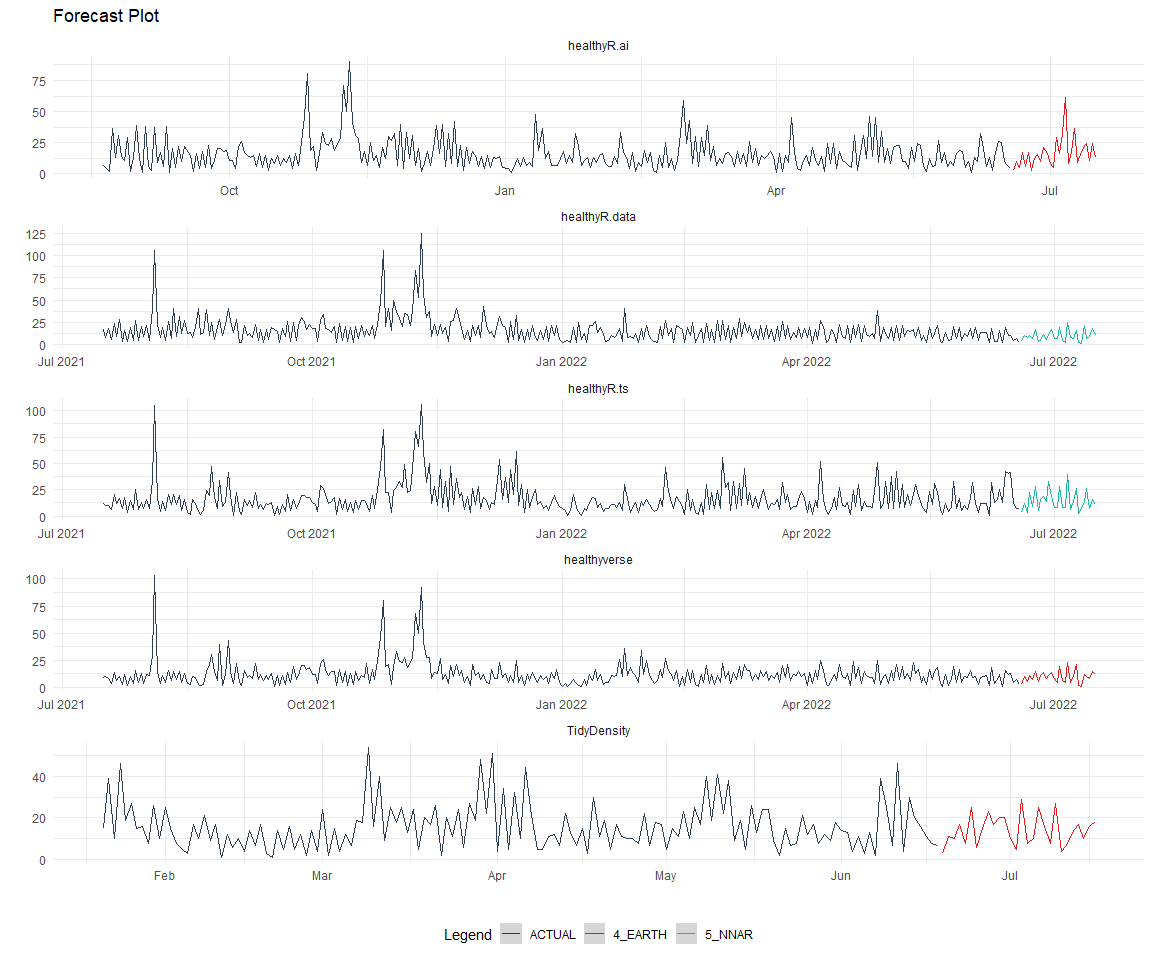 Forecast Plot
healthyR.ai
75
50
25
0
Oct Jan Apr Jul
healthyR.data
125
100
75
50
25
0
Jul 2021 Oct 2021 Jan 2022 Apr 2022 Jul 2022
healthyR.ts
100
75
50
25
0
Jul 2021 Oct 2021 Jan 2022 Apr 2022 Jul 2022
healthyverse
100
75
50
25
0
Jul 2021 Oct 2021 Jan 2022 Apr 2022 Jul 2022
TidyDensity
40
20
0
Feb Mar Apr May Jun Jul
Legend ACTUAL 4_EARTH 5_NNAR